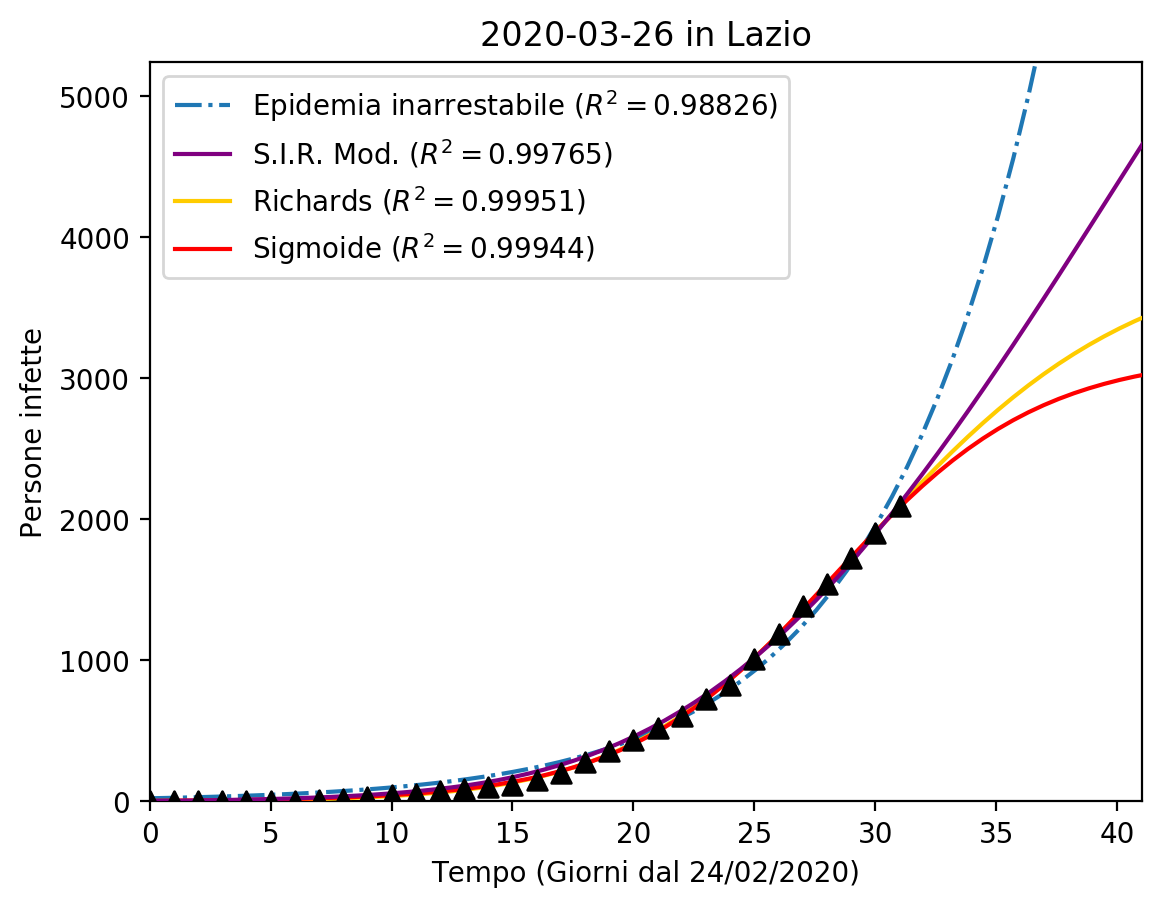 2020-03-26 in Lazio
Epidemia inarrestabile (R² = 0.98826)
S.I.R. Mod. (R² = 0.99765)
Richards (R² = 0.99951)
Sigmoide (R² = 0.99944)
Persone infette
5000
4000
3000
2000
1000
0
0 5 10 15 20 25 30 35 40
Tempo (Giorni dal 24/02/2020)